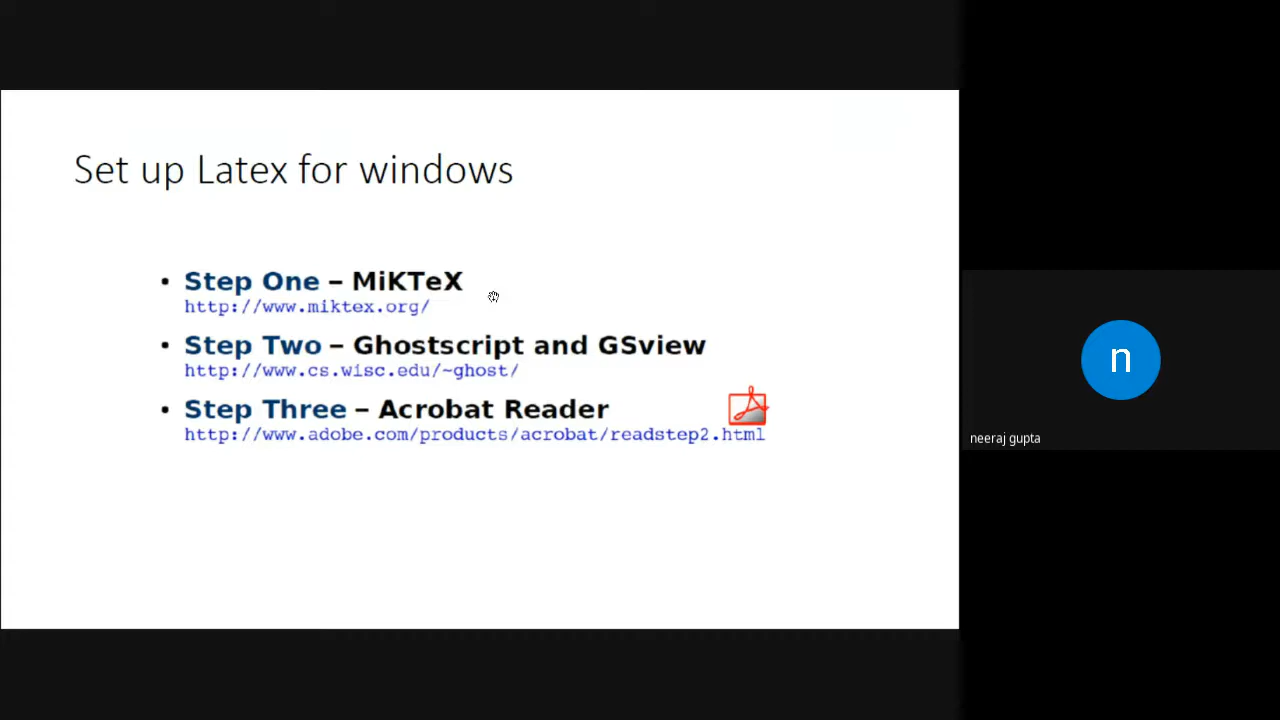 Set up Latex for windows
• Step One – MiKTeX
http://www.miktex.org/
• Step Two – Ghostscript and GSview
http://www.cs.wisc.edu/~ghost/
• Step Three – Acrobat Reader
http://www.adobe.com/products/acrobat/readstep2.html
n
neeraj gupta